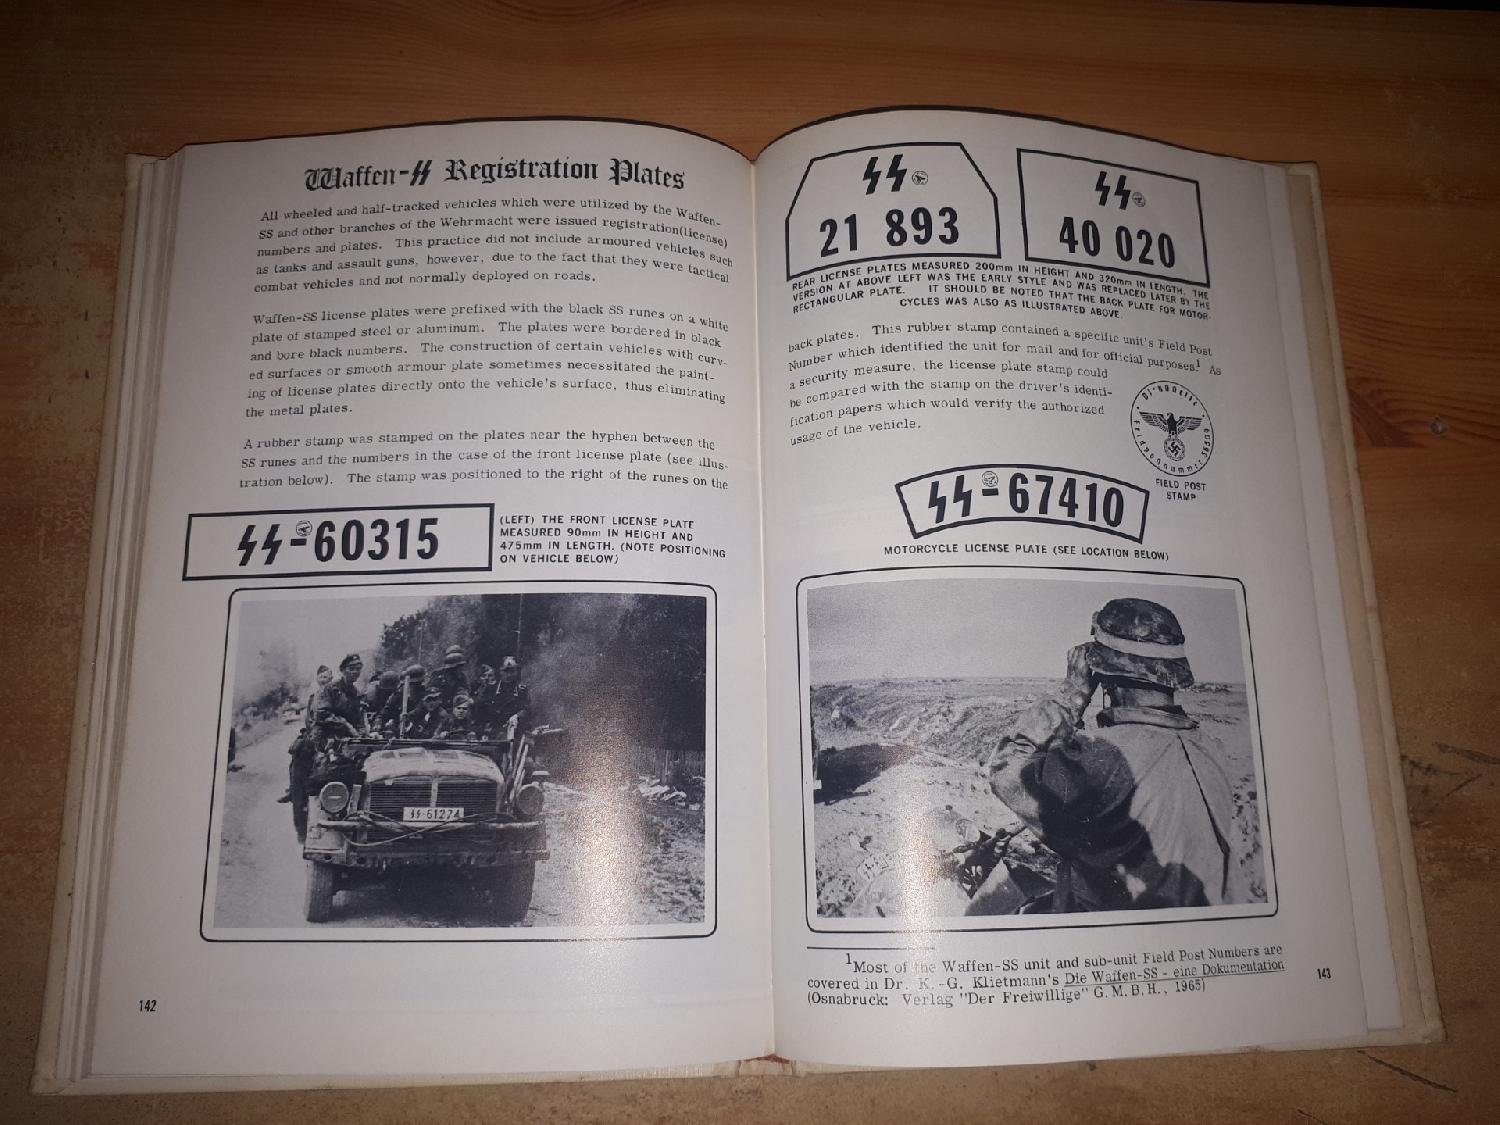 Waffen-SS Registration Plates
All wheeled and half-tracked vehicles which were utilized by the Waffen-
SS and other branches of the Wehrmacht were issued registration(license)
numbers and plates. This practice did not include armoured vehicles such
as tanks and assault guns, however, due to the fact that they were tactical
combat vehicles and not normally deployed on roads.
Waffen-SS license plates were prefixed with the black SS runes on a white
plate of stamped steel or aluminum. The plates were bordered in black
and bore black numbers. The construction of certain vehicles with curv-
ed surfaces or smooth armour plate sometimes necessitated the paint-
ing of license plates directly onto the vehicle's surface, thus eliminating
the metal plates.
A rubber stamp was stamped on the plates near the hyphen between the
SS runes and the numbers in the case of the front license plate (see illus-
tration below). The stamp was positioned to the right of the runes on the
SS-60315
(LEFT) THE FRONT LICENSE PLATE
MEASURED 90mm IN HEIGHT AND
475mm IN LENGTH. (NOTE POSITIONING
ON VEHICLE BELOW)
SS-61274
142
SS
21 893
SS
40 020
REAR LICENSE PLATES MEASURED 200mm IN HEIGHT AND 320mm IN LENGTH. THE
VERSION AT ABOVE LEFT WAS THE EARLY STYLE AND WAS REPLACED LATER BY THE
RECTANGULAR PLATE. IT SHOULD BE NOTED THAT THE BACK PLATE FOR MOTOR-
CYCLES WAS ALSO AS ILLUSTRATED ABOVE.
back plates. This rubber stamp contained a specific unit's Field Post
Number which identified the unit for mail and for official purposes.1 As
a security measure, the license plate stamp could
be compared with the stamp on the driver's identi-
fication papers which would verify the authorized
usage of the vehicle.
Feldpostnummer
FIELD POST
STAMP
SS-67410
MOTORCYCLE LICENSE PLATE (SEE LOCATION BELOW)
1Most of the Waffen-SS unit and sub-unit Field Post Numbers are
covered in Dr. K.-G. Klietmann's Die Waffen-SS - eine Dokumentation
(Osnabruck: Verlag "Der Freiwillige" G.M.B.H., 1965)
143